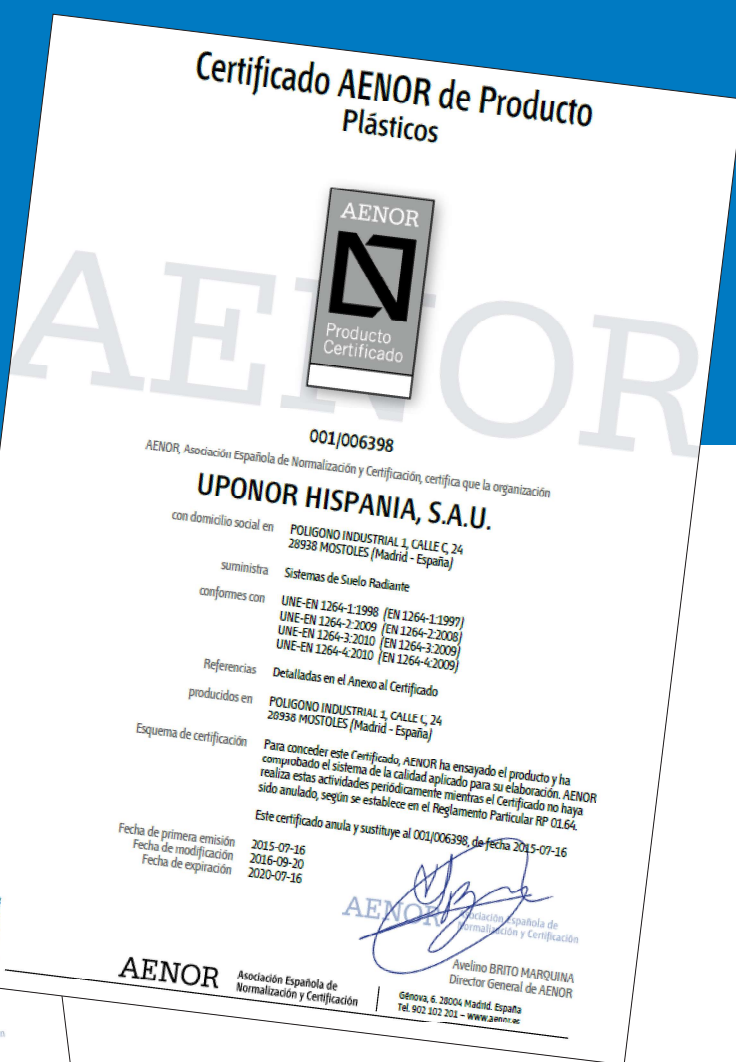 Certificado AENOR de Producto
Plásticos
AENOR
AENOR
Producto
Certificado
001/006398
AENOR, Asociación Española de Normalización y Certificación, certifica que la organización
UPONOR HISPANIA, S.A.U.
con domicilio social en POLIGONO INDUSTRIAL 1, CALLE C, 24
28938 MOSTOLES (Madrid - España)
suministra Sistemas de Suelo Radiante
conformes con UNE-EN 1264-1:1998 (EN 1264-1:1997)
UNE-EN 1264-2:2009 (EN 1264-2:2008)
UNE-EN 1264-3:2010 (EN 1264-3:2009)
UNE-EN 1264-4:2010 (EN 1264-4:2009)
Referencias Detalladas en el Anexo al Certificado
producidos en POLIGONO INDUSTRIAL 1, CALLE C, 24
28938 MOSTOLES (Madrid - España)
Esquema de certificación Para conceder este Certificado, AENOR ha ensayado el producto y ha
comprobado el sistema de la calidad aplicado para su elaboración. AENOR
realiza estas actividades periódicamente mientras el Certificado no haya
sido anulado, según se establece en el Reglamento Particular RP 01.64.
Este certificado anula y sustituye al 001/006398, de fecha 2015-07-16
Fecha de primera emisión 2015-07-16
Fecha de modificación 2016-09-20
Fecha de expiración 2020-07-16
AENOR Asociación Española de
Normalización y Certificación
Avelino BRITO MARQUINA
Director General de AENOR
AENOR Asociación Española de
Normalización y Certificación
Génova, 6. 28004 Madrid. España
Tel. 902 102 201 – www.aenor.es